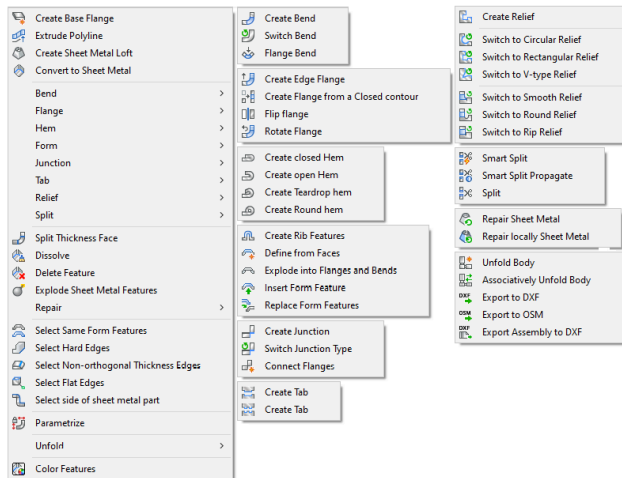 Create Base Flange
Extrude Polyline
Create Sheet Metal Loft
Convert to Sheet Metal
Bend
Flange
Hem
Form
Junction
Tab
Relief
Split
Split Thickness Face
Dissolve
Delete Feature
Explode Sheet Metal Features
Repair
Select Same Form Features
Select Hard Edges
Select Non-orthogonal Thickness Edges
Select Flat Edges
Select side of sheet metal part
Parametrize
Unfold
Color Features
Create Bend
Switch Bend
Flange Bend
Create Edge Flange
Create Flange from a Closed contour
Flip flange
Rotate Flange
Create closed Hem
Create open Hem
Create Teardrop hem
Create Round hem
Create Rib Features
Define from Faces
Explode into Flanges and Bends
Insert Form Feature
Replace Form Features
Create Junction
Switch Junction Type
Connect Flanges
Create Tab
Create Tab
Create Relief
Switch to Circular Relief
Switch to Rectangular Relief
Switch to V-type Relief
Switch to Smooth Relief
Switch to Round Relief
Switch to Rip Relief
Smart Split
Smart Split Propagate
Split
Repair Sheet Metal
Repair locally Sheet Metal
Unfold Body
Associatively Unfold Body
DXF Export to DXF
OSM Export to OSM
DXF Export Assembly to DXF